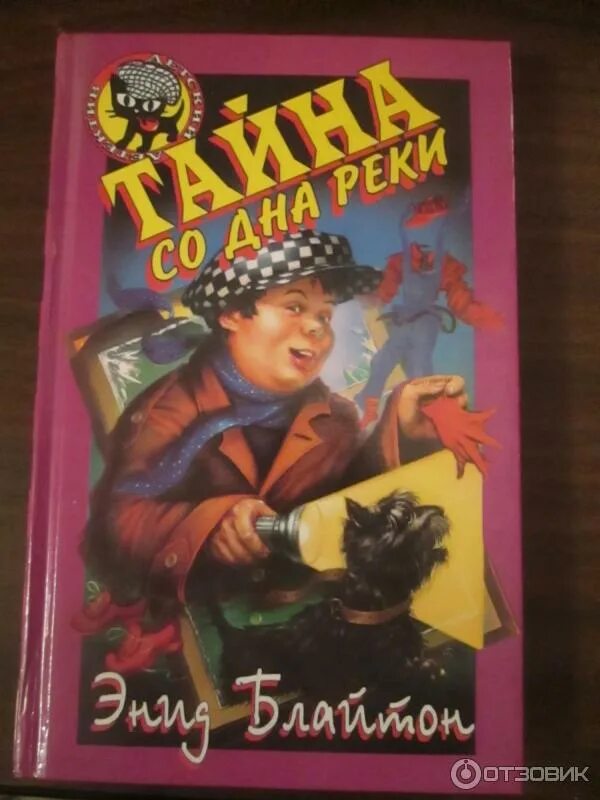 ДЕТСКИЙ ДЕТЕКТИВ
ТАЙНА
СО ДНА РЕКИ
Энид Блайтон
ОТЗОВИК